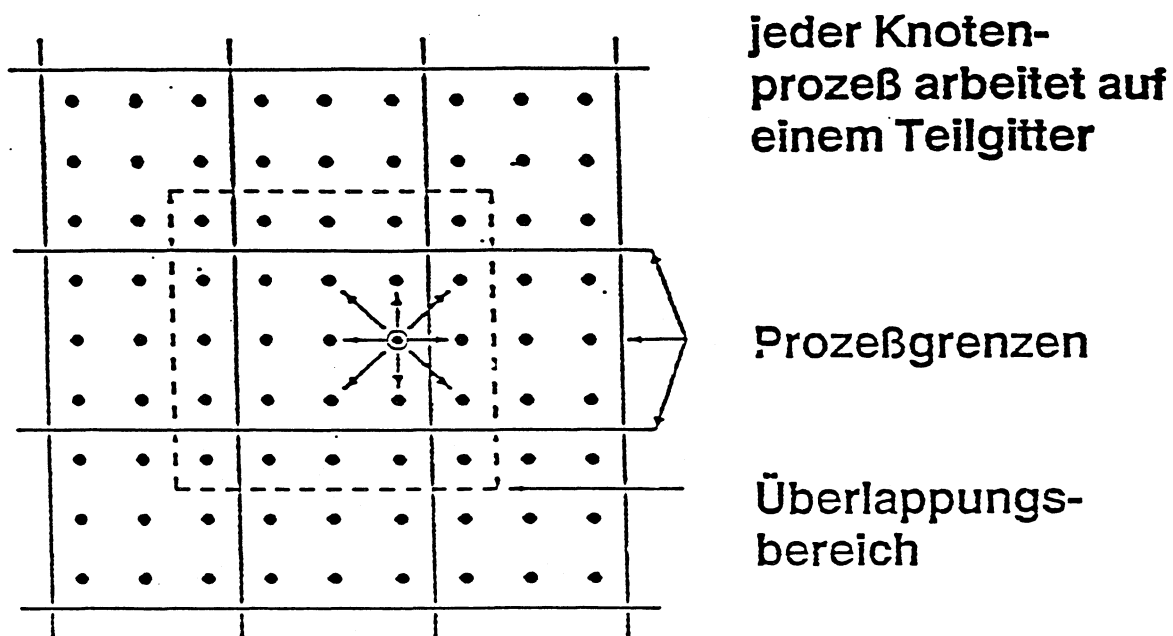 jeder Knoten-
prozeß arbeitet auf
einem Teilgitter
Prozeßgrenzen
Überlappungs-
bereich